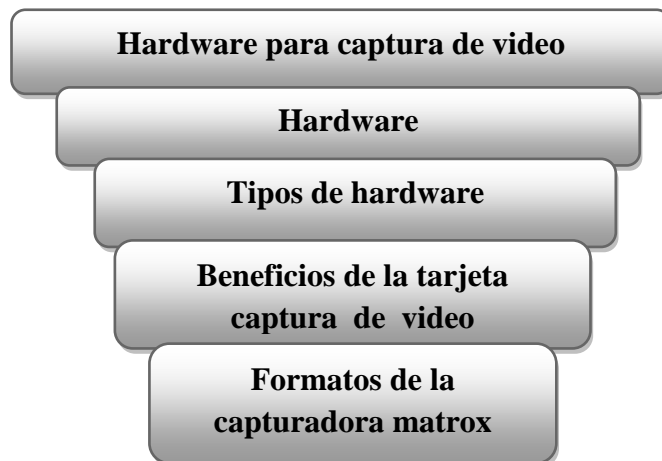 Hardware para captura de video
Hardware
Tipos de hardware
Beneficios de la tarjeta
captura de video
Formatos de la
capturadora matrox